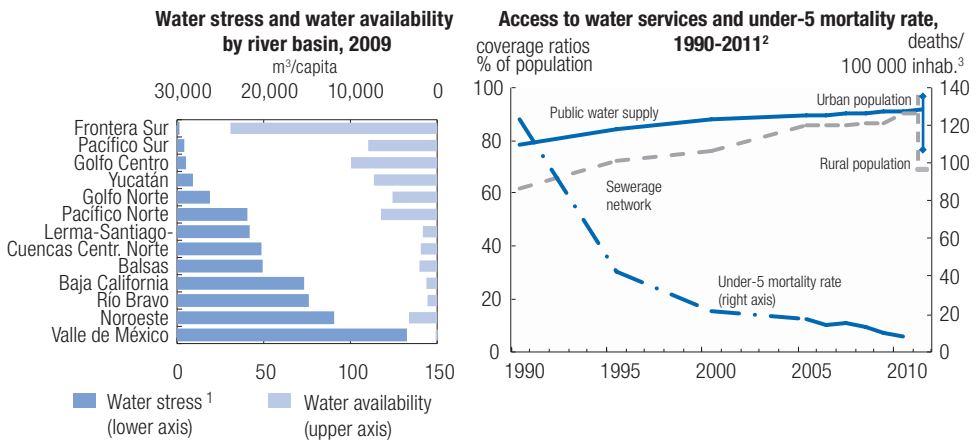 Water stress and water availability
by river basin, 2009
m³/capita
30,000 20,000 10,000 0
Frontera Sur
Pacífico Sur
Golfo Centro
Yucatán
Golfo Norte
Pacífico Norte
Lerma-Santiago-
Cuencas Centr. Norte
Balsas
Baja California
Río Bravo
Noroeste
Valle de México
0 50 100 150
Water stress ¹
(lower axis)
Water availability
(upper axis)
Access to water services and under-5 mortality rate,
1990-2011²
coverage ratios
% of population
deaths/
100 000 inhab.³
100
80
60
40
20
0
140
120
100
80
60
40
20
0
Public water supply
Urban population
Rural population
Sewerage
network
Under-5 mortality rate
(right axis)
1990 1995 2000 2005 2010